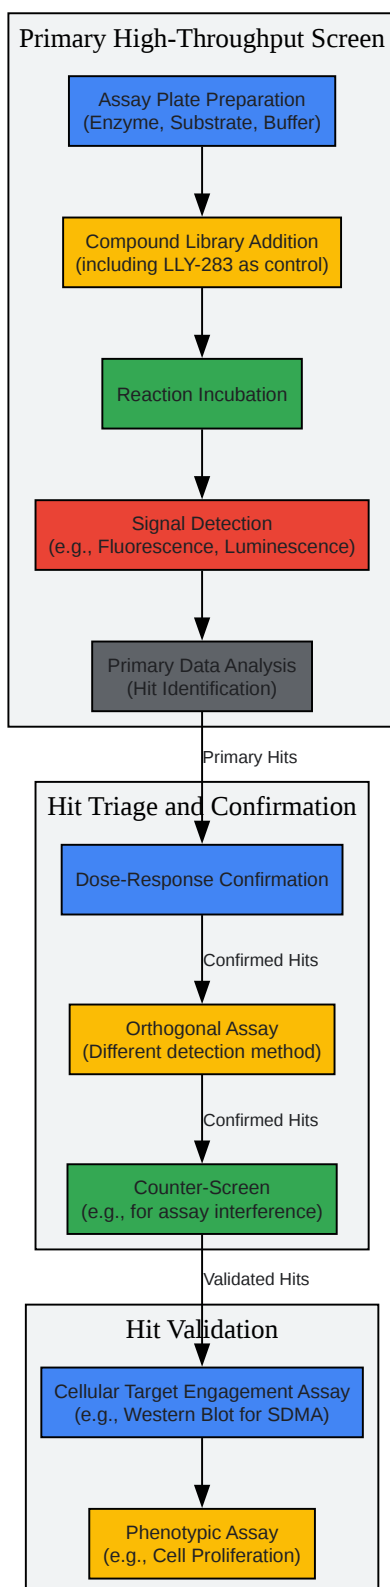 Primary High-Throughput Screen
Assay Plate Preparation
(Enzyme, Substrate, Buffer)
Compound Library Addition
(including LLY-283 as control)
Reaction Incubation
Signal Detection
(e.g., Fluorescence, Luminescence)
Primary Data Analysis
(Hit Identification)
Primary Hits
Hit Triage and Confirmation
Dose-Response Confirmation
Confirmed Hits
Orthogonal Assay
(Different detection method)
Confirmed Hits
Counter-Screen
(e.g., for assay interference)
Validated Hits
Hit Validation
Cellular Target Engagement Assay
(e.g., Western Blot for SDMA)
Phenotypic Assay
(e.g., Cell Proliferation)